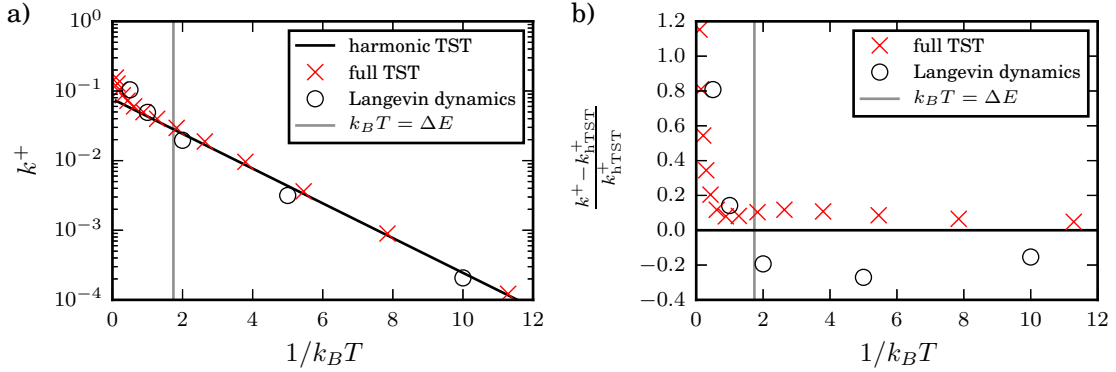 a)
10⁰
10⁻¹
10⁻²
10⁻³
10⁻⁴
k⁺
harmonic TST
full TST
Langevin dynamics
k_B T = ΔE
0 2 4 6 8 10 12
1/k_B T
b)
1.2
1.0
0.8
0.6
0.4
0.2
0.0
−0.2
−0.4
k⁺ − k⁺_hTST
k⁺_hTST
full TST
Langevin dynamics
k_B T = ΔE
0 2 4 6 8 10 12
1/k_B T